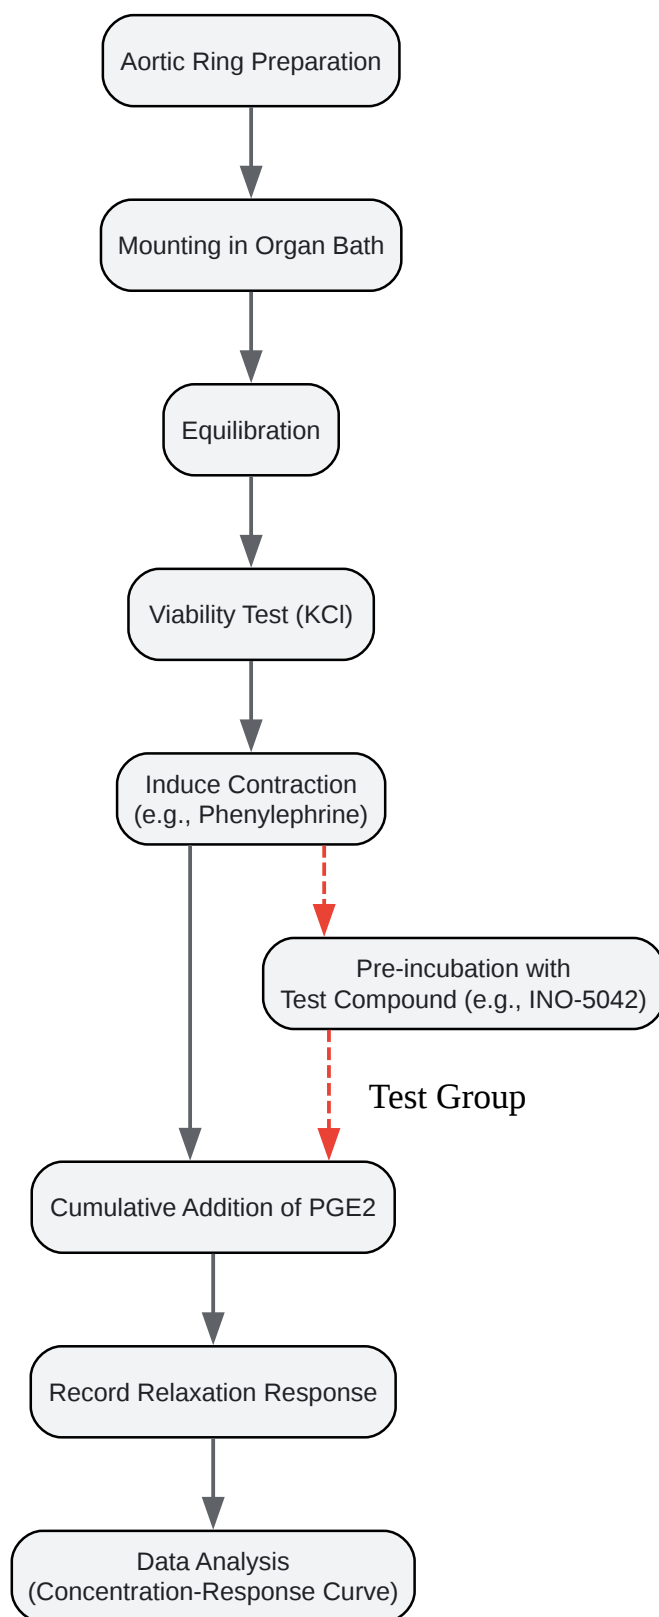 Aortic Ring Preparation
Mounting in Organ Bath
Equilibration
Viability Test (KCl)
Induce Contraction
(e.g., Phenylephrine)
Pre-incubation with
Test Compound (e.g., INO-5042)
Test Group
Cumulative Addition of PGE2
Record Relaxation Response
Data Analysis
(Concentration-Response Curve)